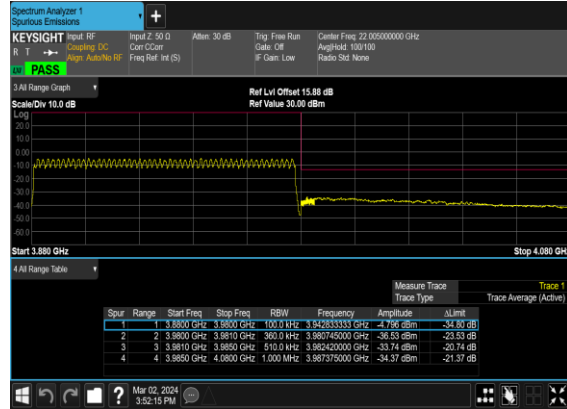 Spectrum Analyzer 1
Spurious Emissions
+
KEYSIGHT Input: RF Input Z: 50 Ω Atten: 30 dB Trig: Free Run Center Freq: 22.005000000 GHz
R T Coupling: DC Corr CCorr Gate: Off Avg|Hold: 100/100
Align: Auto/No RF Freq Ref: Int (S) IF Gain: Low Radio Std: None
PASS
3 All Range Graph
Ref Lvl Offset 15.88 dB
Scale/Div 10.0 dB Ref Value 30.00 dBm
Log
20.0
10.0
0.00
-10.0
-20.0
-30.0
-40.0
-50.0
-60.0
Start 3.880 GHz Stop 4.080 GH
4 All Range Table
Measure Trace Trace 1
Trace Type Trace Average (Active)
Spur Range Start Freq Stop Freq RBW Frequency Amplitude ΔLimit
1 1 3.8800 GHz 3.9800 GHz 100.0 kHz 3.942833333 GHz -4.796 dBm -34.80 dB
2 2 3.9800 GHz 3.9810 GHz 360.0 kHz 3.980745000 GHz -36.53 dBm -23.53 dB
3 3 3.9810 GHz 3.9850 GHz 510.0 kHz 3.982420000 GHz -33.74 dBm -20.74 dB
4 4 3.9850 GHz 4.0800 GHz 1.000 MHz 3.987375000 GHz -34.37 dBm -21.37 dB
?
Mar 02, 2024
3:52:15 PM